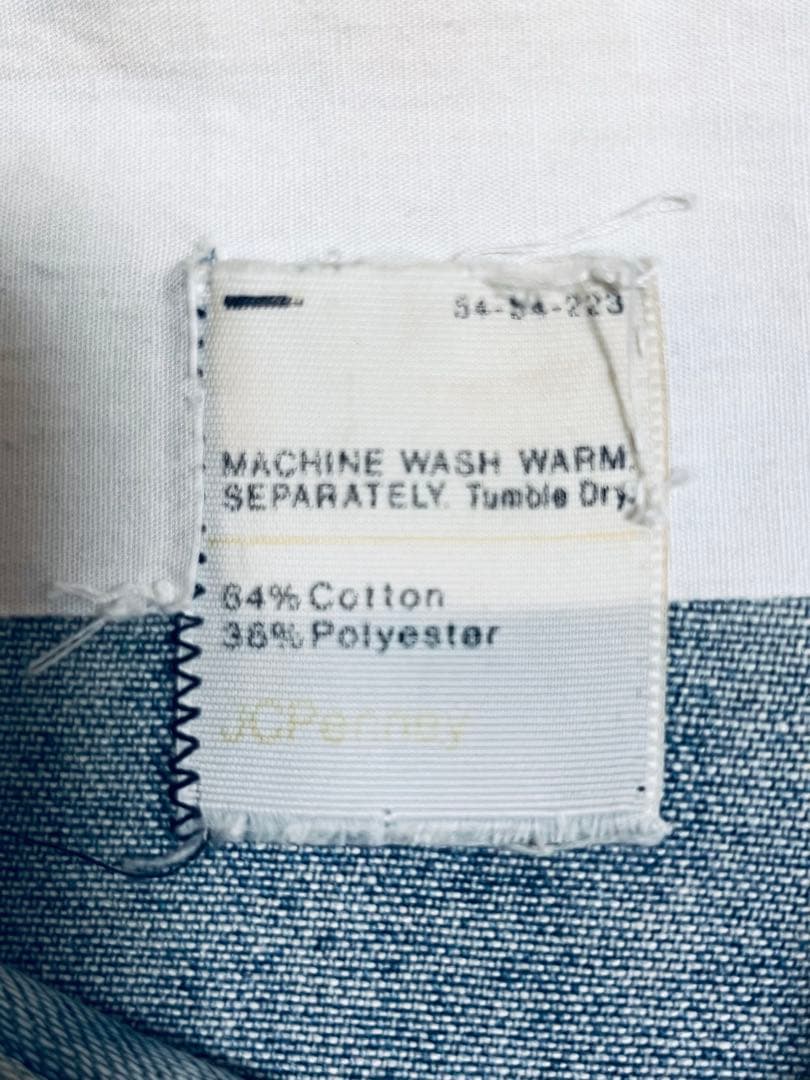 54-54-223
MACHINE WASH WARM.
SEPARATELY. Tumble Dry.
64% Cotton
36% Polyester
JCPenney